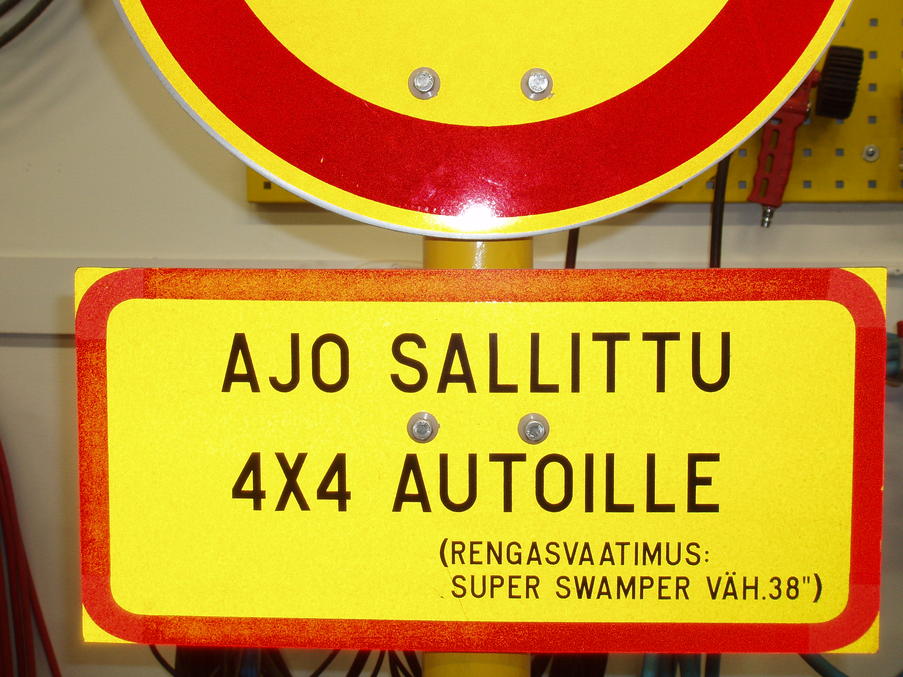 AJO SALLITTU
4X4 AUTOILLE
(RENGASVAATIMUS:
SUPER SWAMPER VÄH.38")